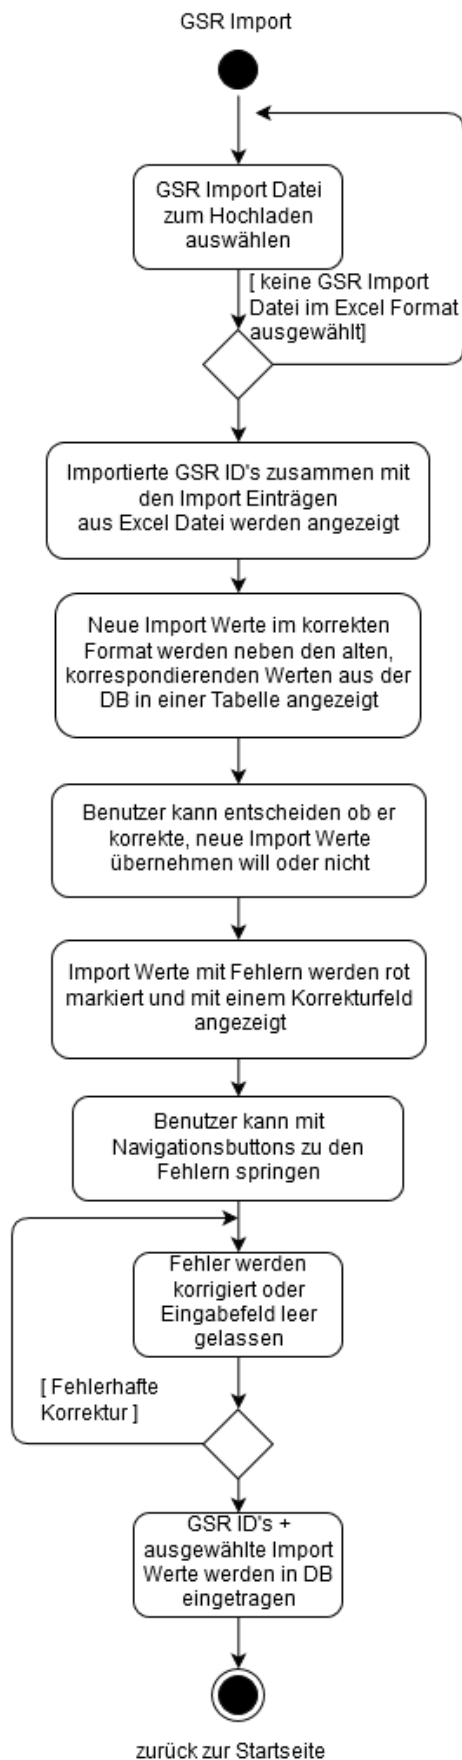 GSR Import
GSR Import Datei
zum Hochladen
auswählen
[ keine GSR Import
Datei im Excel Format
ausgewählt]
Importierte GSR ID's zusammen mit
den Import Einträgen
aus Excel Datei werden angezeigt
Neue Import Werte im korrekten
Format werden neben den alten,
korrespondierenden Werten aus der
DB in einer Tabelle angezeigt
Benutzer kann entscheiden ob er
korrekte, neue Import Werte
übernehmen will oder nicht
Import Werte mit Fehlern werden rot
markiert und mit einem Korrekturfeld
angezeigt
Benutzer kann mit
Navigationsbuttons zu den
Fehlern springen
Fehler werden
korrigiert oder
Eingabefeld leer
gelassen
[ Fehlerhafte
Korrektur ]
GSR ID's +
ausgewählte Import
Werte werden in DB
eingetragen
zurück zur Startseite